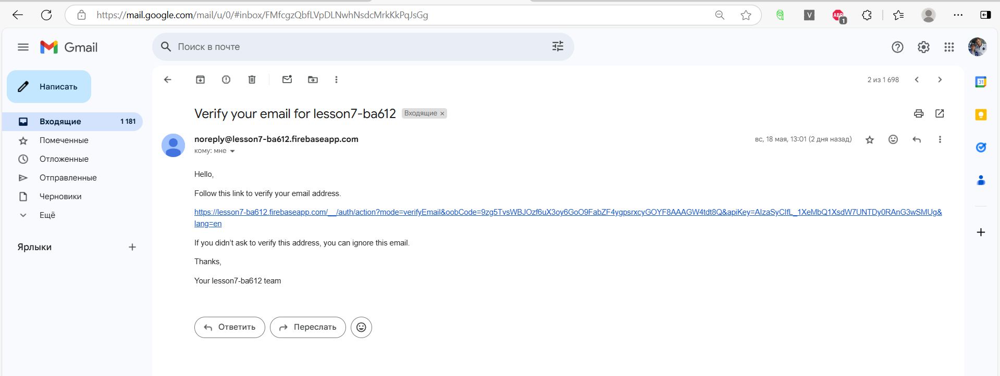 https://mail.google.com/mail/u/0/#inbox/FMfcgzQbfLVpDLNwhNsdcMrkKkPqJsGg
V
ABP
1
Gmail
Поиск в почте
Написать
2 из 1 698
31
Verify your email for lesson7-ba612
Входящие ×
Входящие 1 181
noreply@lesson7-ba612.firebaseapp.com
вс, 18 мая, 13:01 (2 дня назад)
кому: мне
Помеченные
Отложенные
Отправленные
Черновики
Ещё
Ярлыки
Hello,
Follow this link to verify your email address.
https://lesson7-ba612.firebaseapp.com/__/auth/action?mode=verifyEmail&oobCode=9zg5TvsWBJOzf6uX3oy6GoO9FabZF4ygpsrxcyGOYF8AAAGW4tdt8Q&apiKey=AIzaSyClfL_1XeMbQ1XsdW7UNTDy0RAnG3wSMUg&
lang=en
If you didn’t ask to verify this address, you can ignore this email.
Thanks,
Your lesson7-ba612 team
Ответить
Переслать